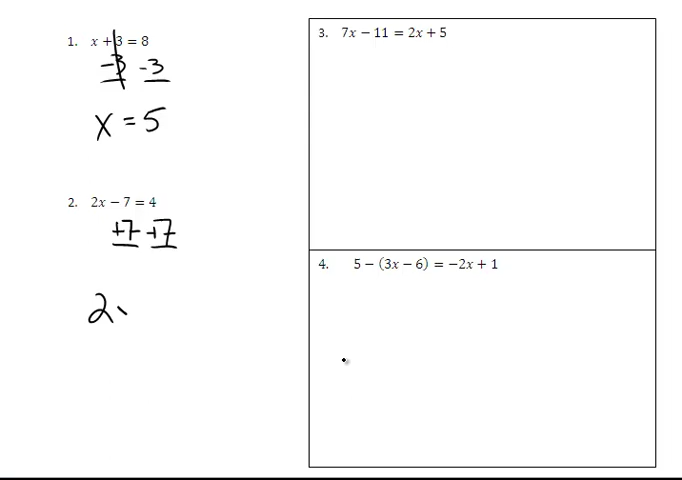 1. x + 3 = 8
-3 -3
x = 5
2. 2x − 7 = 4
+7 +7
2
3. 7x − 11 = 2x + 5
4. 5 − (3x − 6) = −2x + 1